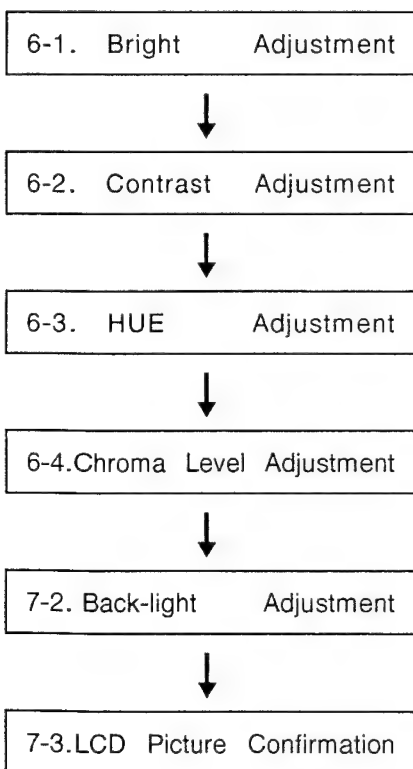 6-1. Bright Adjustment
6-2. Contrast Adjustment
6-3. HUE Adjustment
6-4.Chroma Level Adjustment
7-2. Back-light Adjustment
7-3.LCD Picture Confirmation